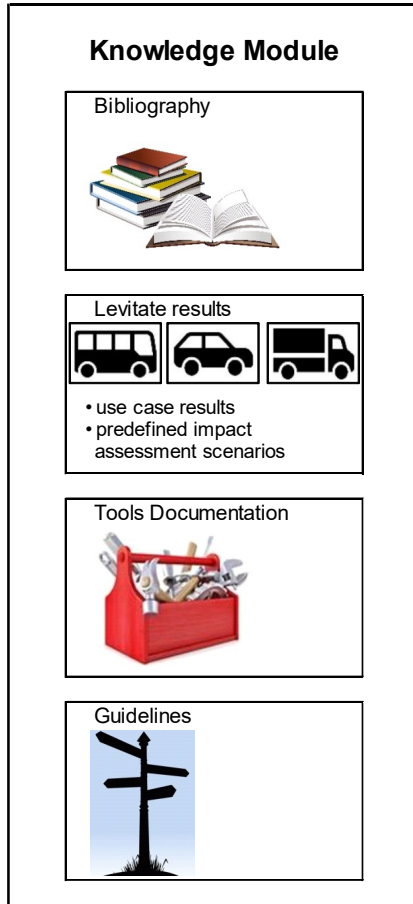 Knowledge Module
Bibliography
Levitate results
• use case results
• predefined impact
assessment scenarios
Tools Documentation
Guidelines